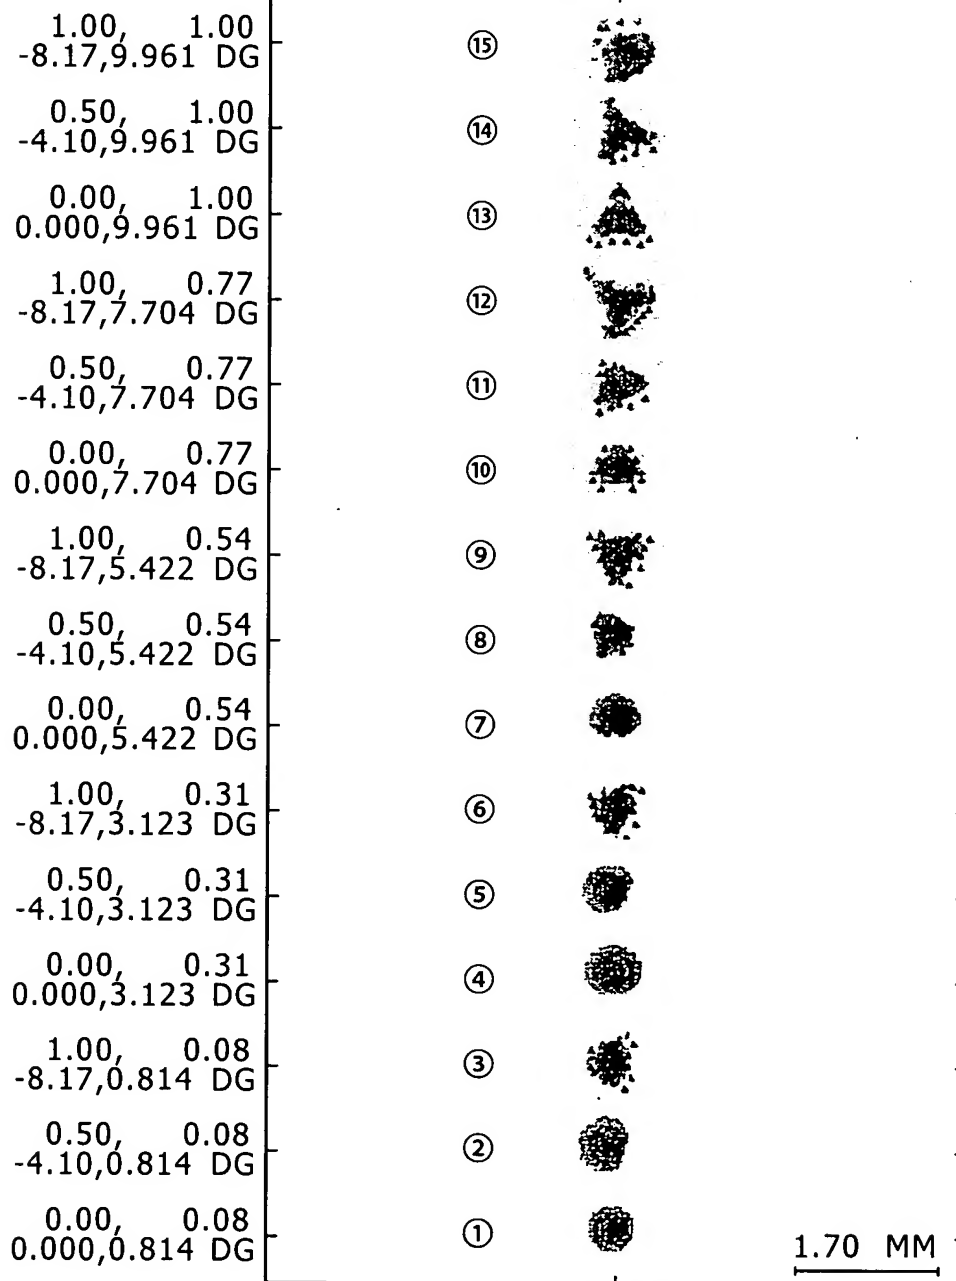 1.00, 1.00 ⑮
-8.17,9.961 DG
0.50, 1.00 ⑭
-4.10,9.961 DG
0.00, 1.00 ⑬
0.000,9.961 DG
1.00, 0.77 ⑫
-8.17,7.704 DG
0.50, 0.77 ⑪
-4.10,7.704 DG
0.00, 0.77 ⑩
0.000,7.704 DG
1.00, 0.54 ⑨
-8.17,5.422 DG
0.50, 0.54 ⑧
-4.10,5.422 DG
0.00, 0.54 ⑦
0.000,5.422 DG
1.00, 0.31 ⑥
-8.17,3.123 DG
0.50, 0.31 ⑤
-4.10,3.123 DG
0.00, 0.31 ④
0.000,3.123 DG
1.00, 0.08 ③
-8.17,0.814 DG
0.50, 0.08 ②
-4.10,0.814 DG
0.00, 0.08 ①
0.000,0.814 DG
1.70 MM